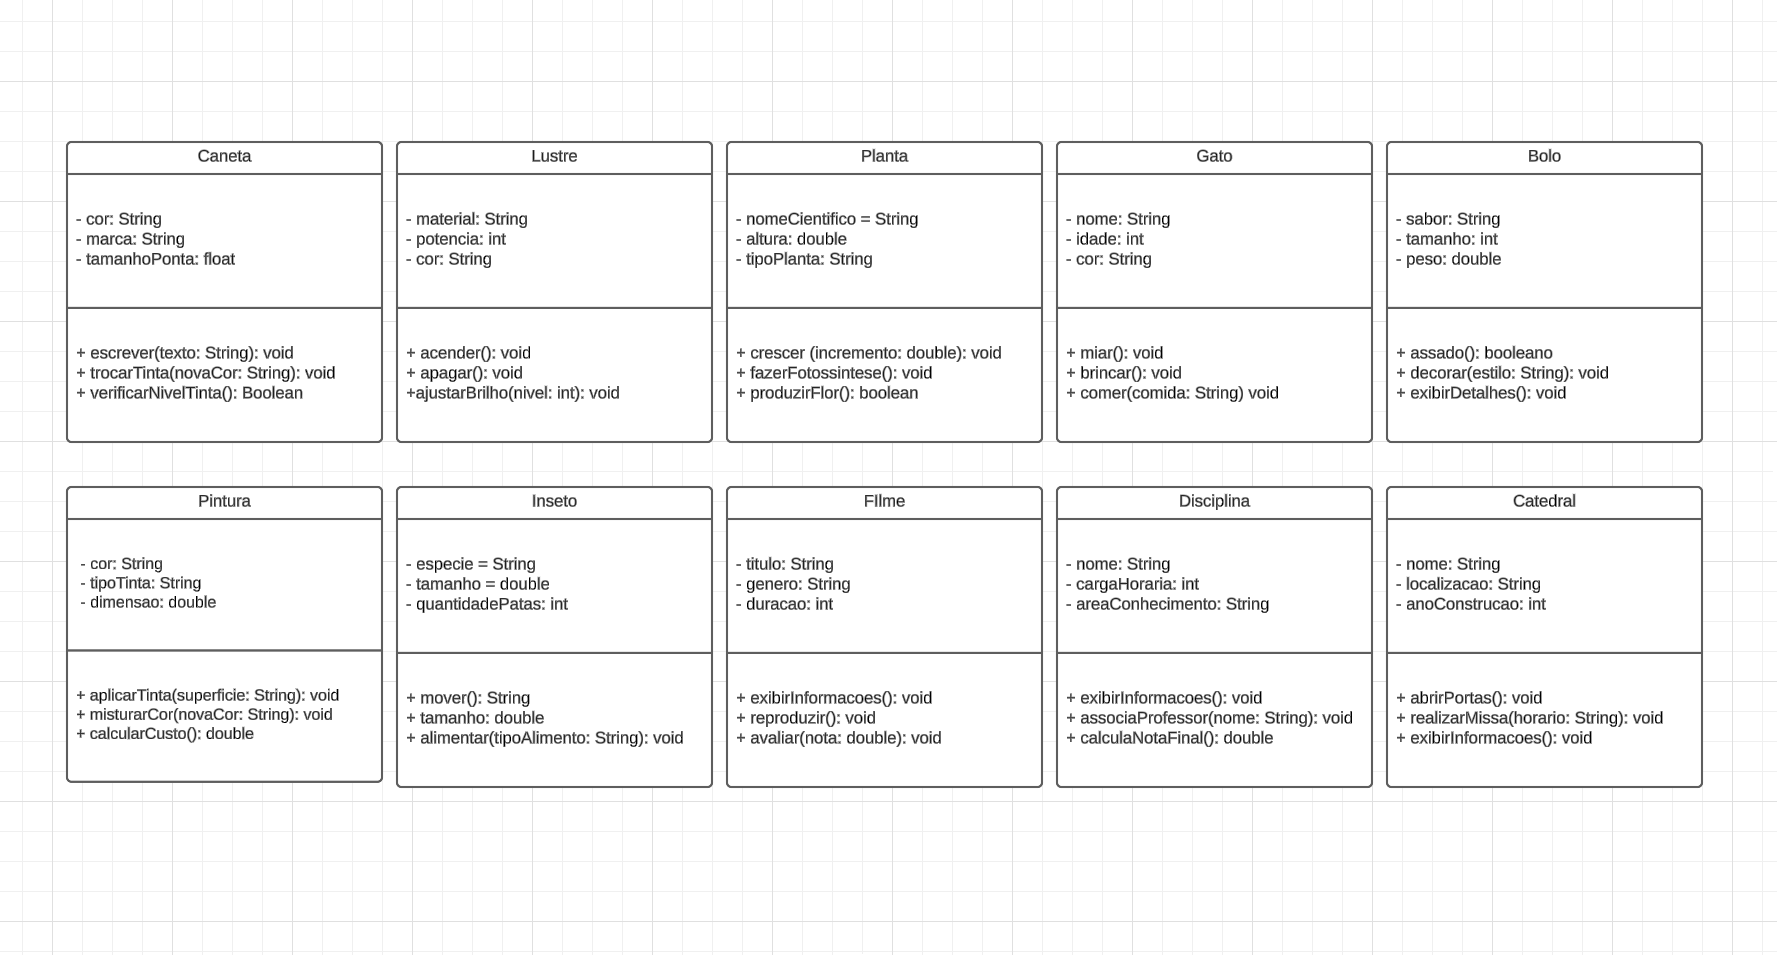 Caneta
- cor: String
- marca: String
- tamanhoPonta: float
+ escrever(texto: String): void
+ trocarTinta(novaCor: String): void
+ verificarNivelTinta(): Boolean
Lustre
- material: String
- potencia: int
- cor: String
+ acender(): void
+ apagar(): void
+ajustarBrilho(nivel: int): void
Planta
- nomeCientifico = String
- altura: double
- tipoPlanta: String
+ crescer (incremento: double): void
+ fazerFotossintese(): void
+ produzirFlor(): boolean
Gato
- nome: String
- idade: int
- cor: String
+ miar(): void
+ brincar(): void
+ comer(comida: String) void
Bolo
- sabor: String
- tamanho: int
- peso: double
+ assado(): booleano
+ decorar(estilo: String): void
+ exibirDetalhes(): void
Pintura
- cor: String
- tipoTinta: String
- dimensao: double
+ aplicarTinta(superficie: String): void
+ misturarCor(novaCor: String): void
+ calcularCusto(): double
Inseto
- especie = String
- tamanho = double
- quantidadePatas: int
+ mover(): String
+ tamanho: double
+ alimentar(tipoAlimento: String): void
FIlme
- titulo: String
- genero: String
- duracao: int
+ exibirInformacoes(): void
+ reproduzir(): void
+ avaliar(nota: double): void
Disciplina
- nome: String
- cargaHoraria: int
- areaConhecimento: String
+ exibirInformacoes(): void
+ associaProfessor(nome: String): void
+ calculaNotaFinal(): double
Catedral
- nome: String
- localizacao: String
- anoConstrucao: int
+ abrirPortas(): void
+ realizarMissa(horario: String): void
+ exibirInformacoes(): void